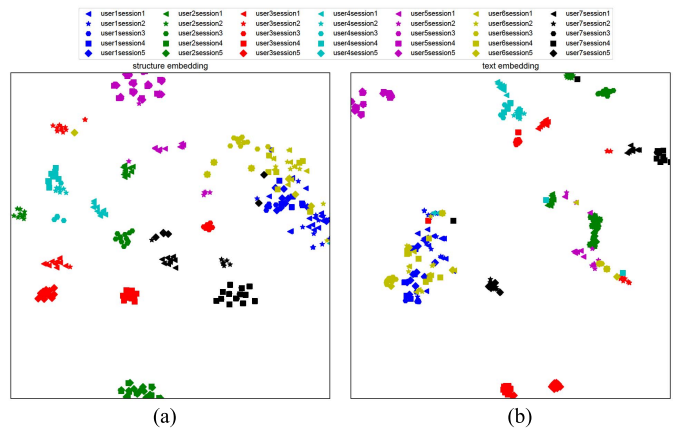 user1session1 user2session1 user3session1 user4session1 user5session1 user6session1 user7session1
user1session2 user2session2 user3session2 user4session2 user5session2 user6session2 user7session2
user1session3 user2session3 user3session3 user4session3 user5session3 user6session3 user7session3
user1session4 user2session4 user3session4 user4session4 user5session4 user6session4 user7session4
user1session5 user2session5 user3session5 user4session5 user5session5 user6session5 user7session5
structure embedding text embedding
(a) (b)